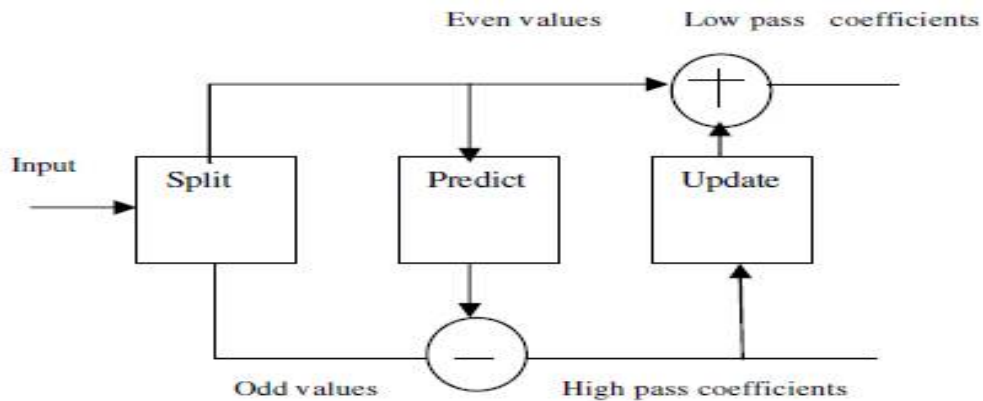 Even values Low pass coefficients
Input
Split Predict Update
+
—
Odd values High pass coefficients